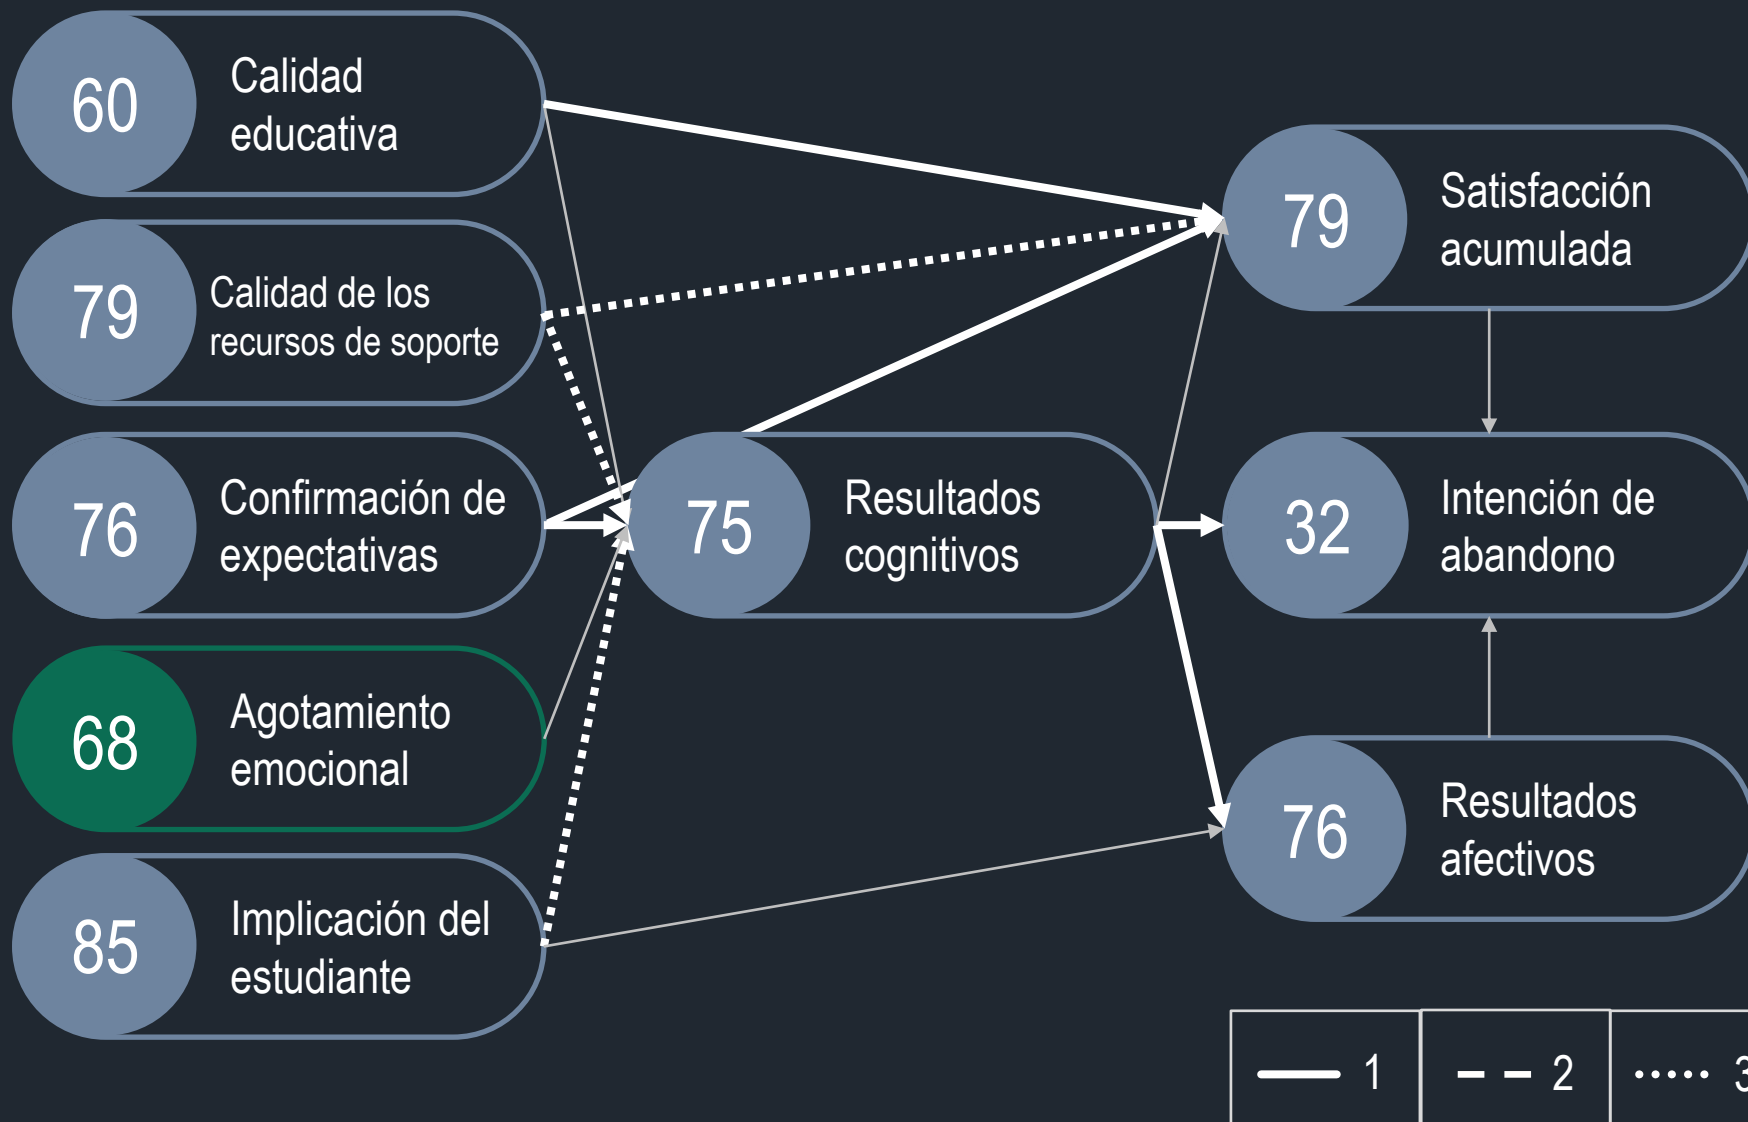 60
Calidad
educativa
79
Calidad de los
recursos de soporte
76
Confirmación de
expectativas
68
Agotamiento
emocional
85
Implicación del
estudiante
75
Resultados
cognitivos
79
Satisfacción
acumulada
32
Intención de
abandono
76
Resultados
afectivos
1
2
3